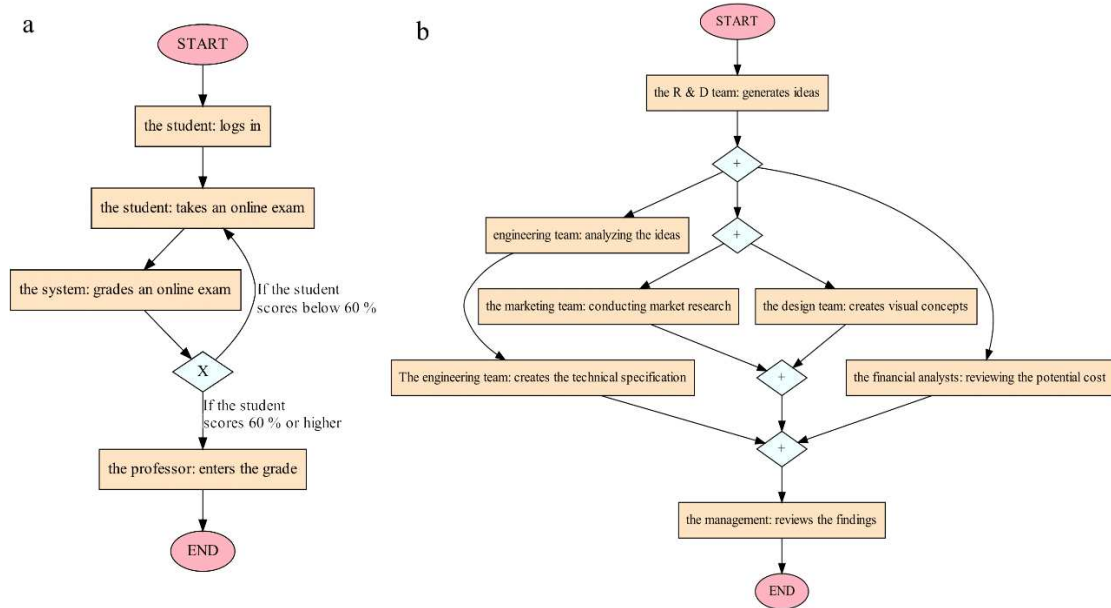 a
START
the student: logs in
the student: takes an online exam
the system: grades an online exam
If the student
scores below 60 %
X
If the student
scores 60 % or higher
the professor: enters the grade
END
b
START
the R & D team: generates ideas
+
engineering team: analyzing the ideas
+
the marketing team: conducting market research
the design team: creates visual concepts
The engineering team: creates the technical specification
+
the financial analysts: reviewing the potential cost
+
the management: reviews the findings
END